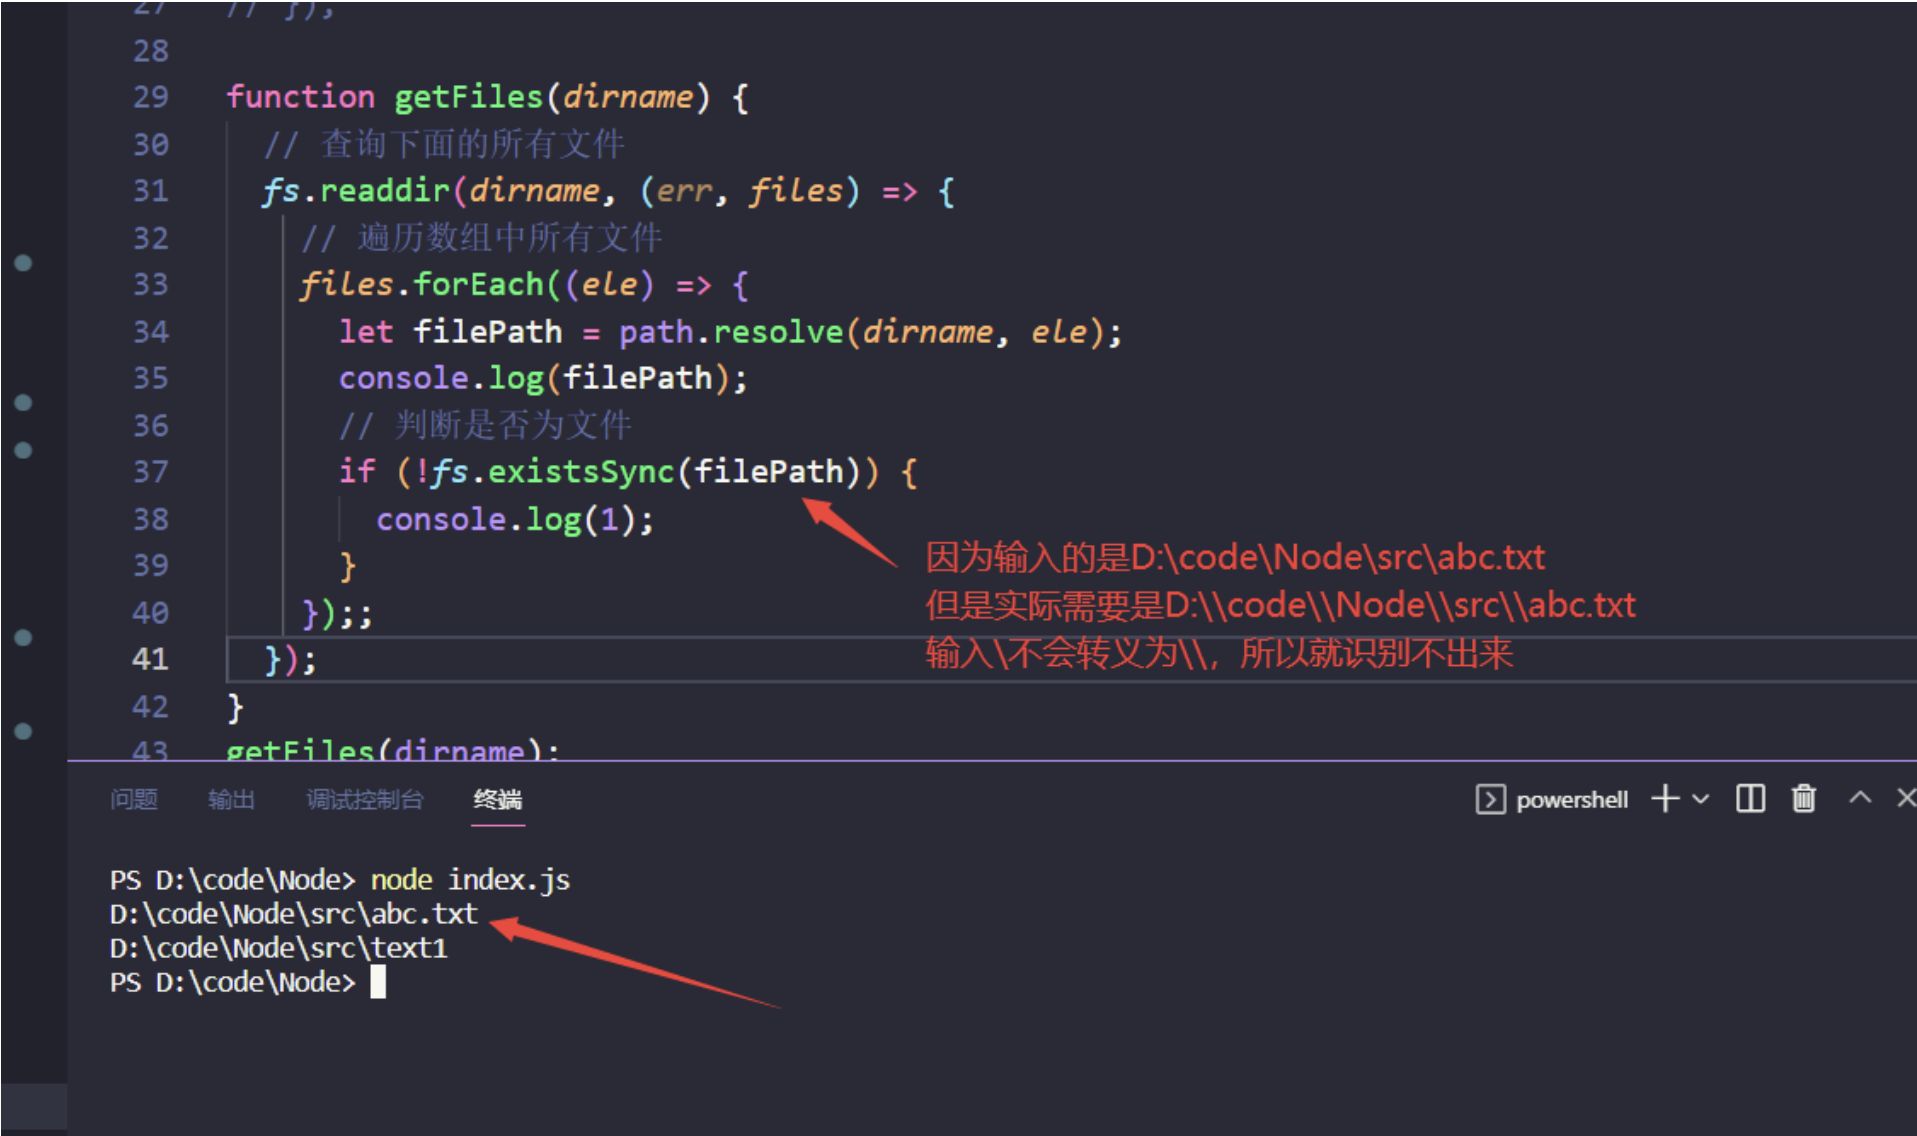 27 // });
28
29 function getFiles(dirname) {
30 // 查询下面的所有文件
31 fs.readdir(dirname, (err, files) => {
32 // 遍历数组中所有文件
33 files.forEach((ele) => {
34 let filePath = path.resolve(dirname, ele);
35 console.log(filePath);
36 // 判断是否为文件
37 if (!fs.existsSync(filePath)) {
38 console.log(1);
39 }
40 });;
41 });
42 }
43 getFiles(dirname);
因为输入的是D:\code\Node\src\abc.txt
但是实际需要是D:\\code\\Node\\src\\abc.txt
输入\不会转义为\\，所以就识别不出来
问题 输出 调试控制台 终端 powershell
PS D:\code\Node> node index.js
D:\code\Node\src\abc.txt
D:\code\Node\src\text1
PS D:\code\Node>